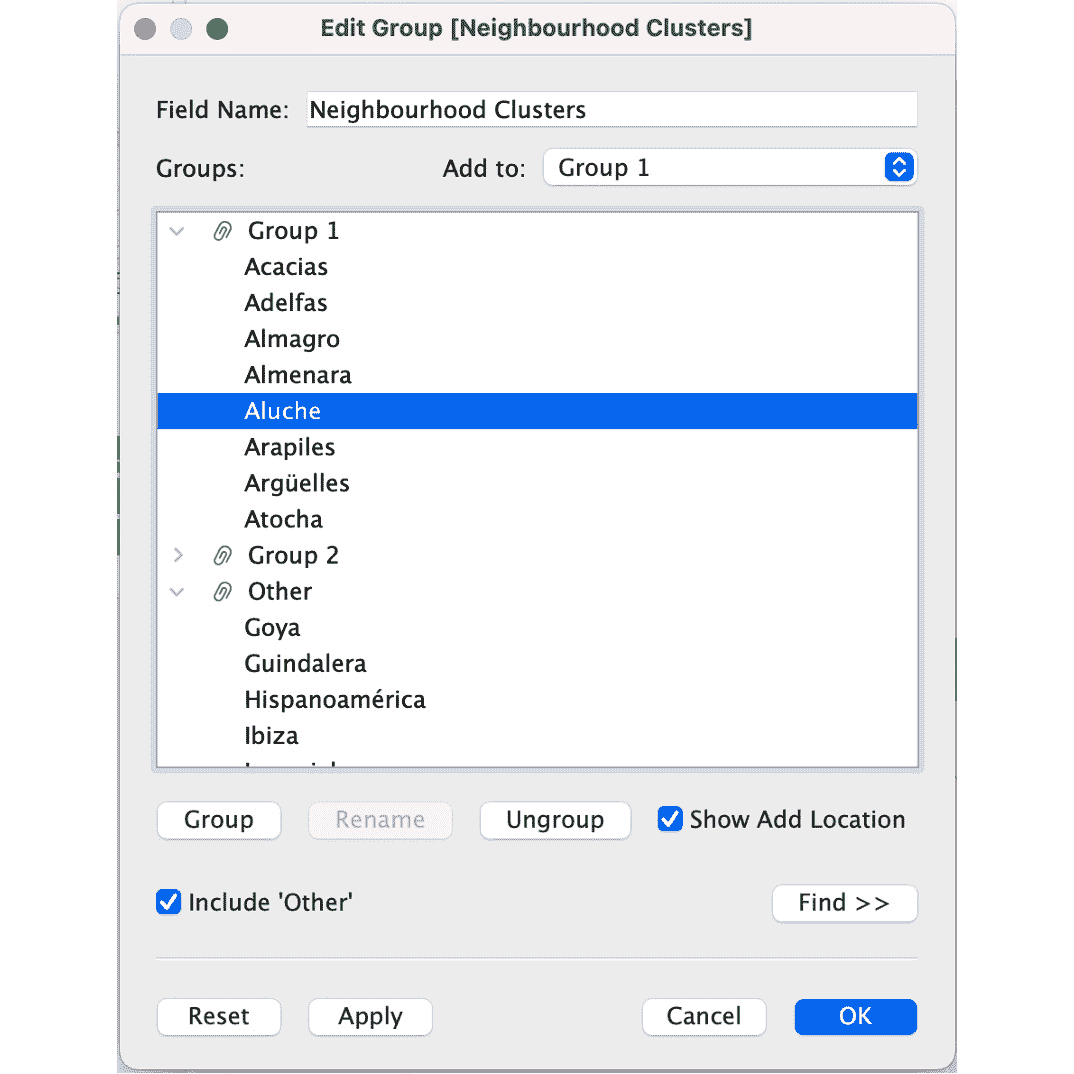 Edit Group [Neighbourhood Clusters]
Field Name: Neighbourhood Clusters
Groups: Add to: Group 1
Group 1
Acacias
Adelfas
Almagro
Almenara
Aluche
Arapiles
Argüelles
Atocha
Group 2
Other
Goya
Guindalera
Hispanoamérica
Ibiza
Group Rename Ungroup Show Add Location
Include 'Other' Find >>
Reset Apply Cancel OK